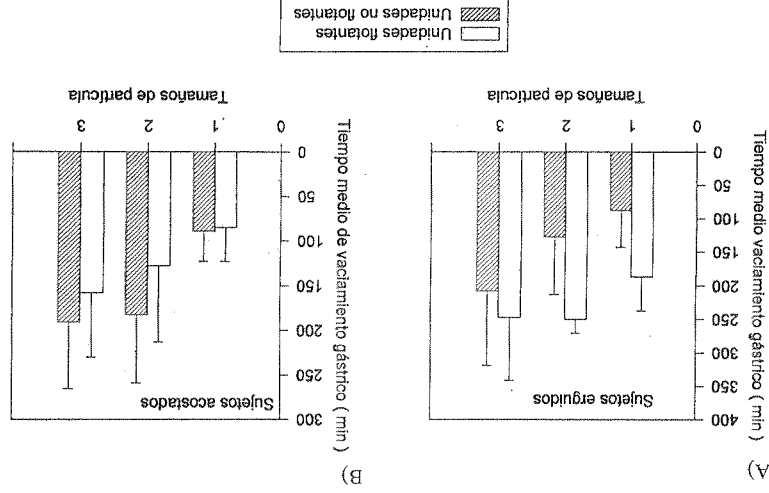 A)
Tiempo medio vaciamiento gástrico ( min )
400
350
300
250
200
150
100
50
0
Sujetos erguidos
0
1
2
3
Tamaños de partícula
B)
Tiempo medio de vaciamiento gástrico ( min )
300
250
200
150
100
50
0
Sujetos acostados
0
1
2
3
Tamaños de partícula
Unidades flotantes
Unidades no flotantes